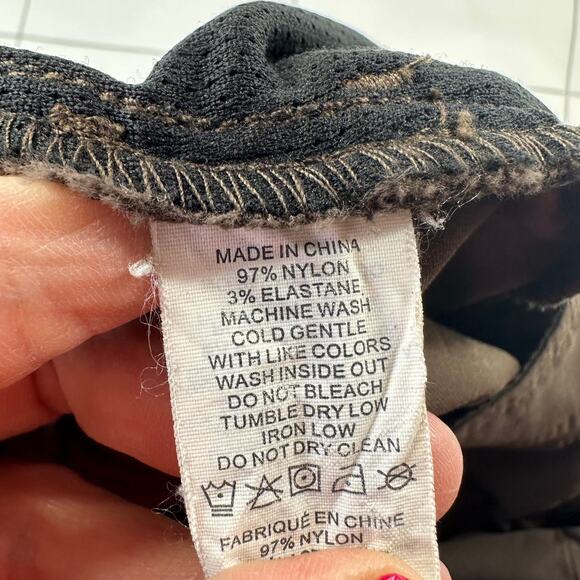 MADE IN CHINA
97% NYLON
3% ELASTANE
MACHINE WASH
COLD GENTLE
WITH LIKE COLORS
WASH INSIDE OUT
DO NOT BLEACH
TUMBLE DRY LOW
IRON LOW
DO NOT DRY CLEAN
FABRIQUÉ EN CHINE
97% NYLON